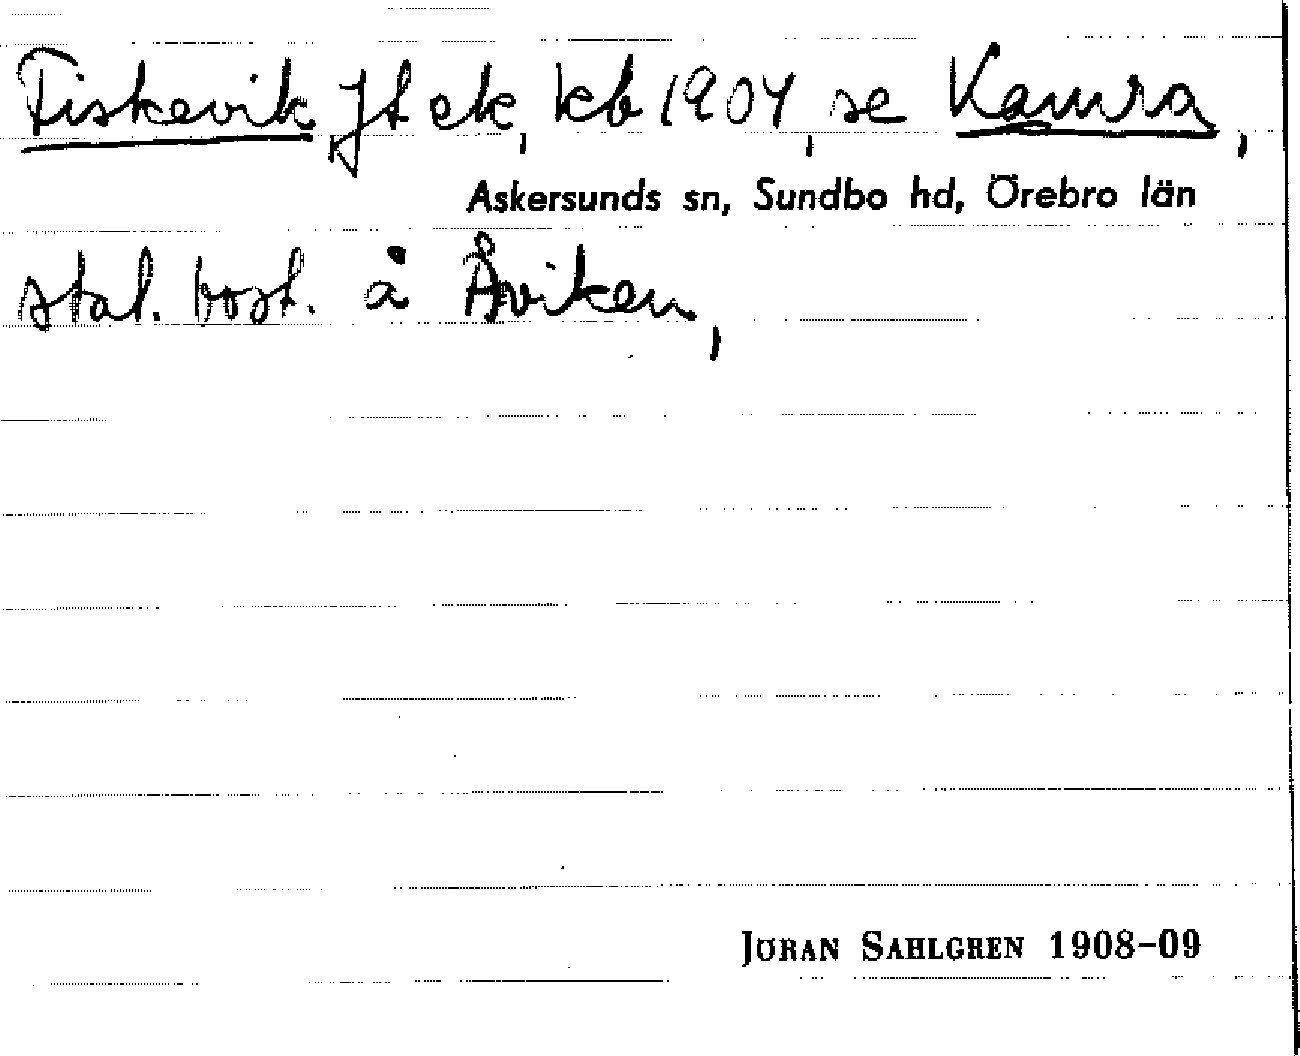 Fiskevik Jf ek, kb 1904, se Kamra,
Askersunds sn, Sundbo hd, Örebro län
stal. bost. å Åviken,
JÖRAN SAHLGREN 1908-09